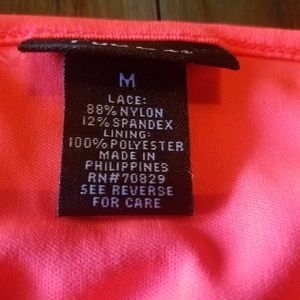 M
LACE:
88% NYLON
12% SPANDEX
LINING:
100% POLYESTER
MADE IN
PHILIPPINES
RN#70829
SEE REVERSE
FOR CARE